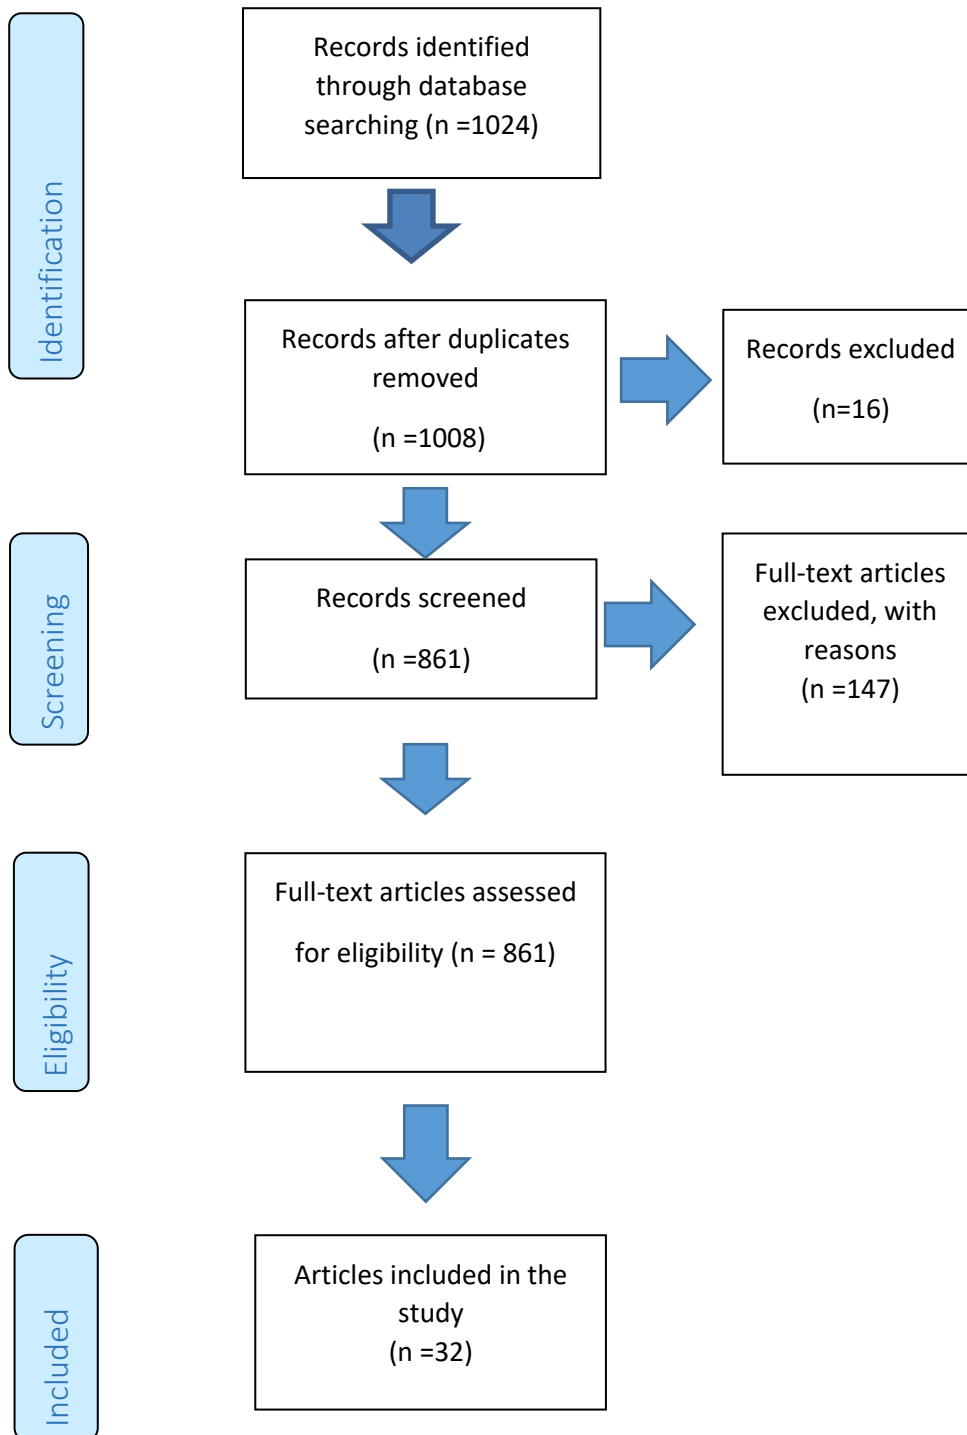 Identification
Records identified
through database
searching (n =1024)
Records after duplicates
removed
(n =1008)
Records excluded
(n=16)
Screening
Records screened
(n =861)
Full-text articles
excluded, with
reasons
(n =147)
Eligibility
Full-text articles assessed
for eligibility (n = 861)
Included
Articles included in the
study
(n =32)